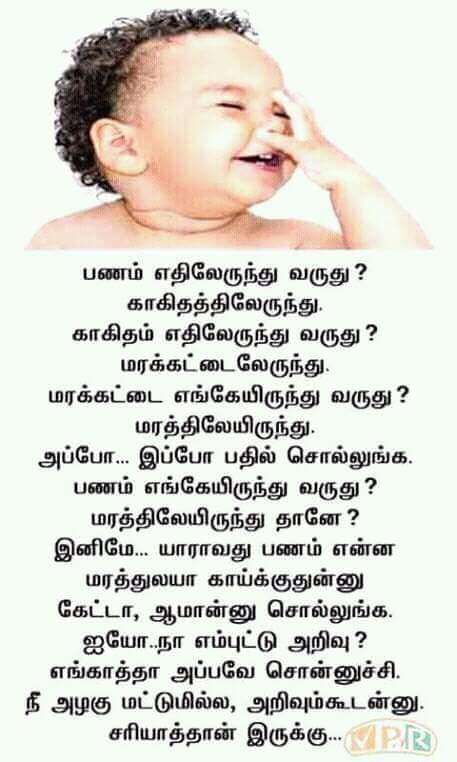 பணம் எதிலேருந்து வருது ?
காகிதத்திலேருந்து.
காகிதம் எதிலேருந்து வருது ?
மரக்கட்டைலேருந்து.
மரக்கட்டை எங்கேயிருந்து வருது ?
மரத்திலேயிருந்து.
அப்போ... இப்போ பதில் சொல்லுங்க.
பணம் எங்கேயிருந்து வருது ?
மரத்திலேயிருந்து தானே ?
இனிமே... யாராவது பணம் என்ன
மரத்துலயா காய்க்குதுன்னு
கேட்டா, ஆமான்னு சொல்லுங்க.
ஐயோ..நா எம்புட்டு அறிவு ?
எங்காத்தா அப்பவே சொன்னுச்சி.
நீ அழகு மட்டுமில்ல, அறிவும்கூடன்னு.
சரியாத்தான் இருக்கு...